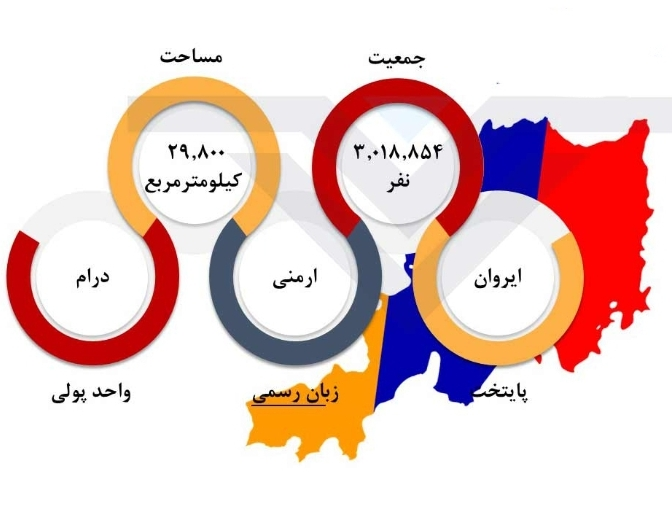 جمعیت
۳,۰۱۸,۸۵۴
نفر
مساحت
۲۹,۸۰۰
کیلومترمربع
ایروان
پایتخت
ارمنی
زبان رسمی
درام
واحد پولی